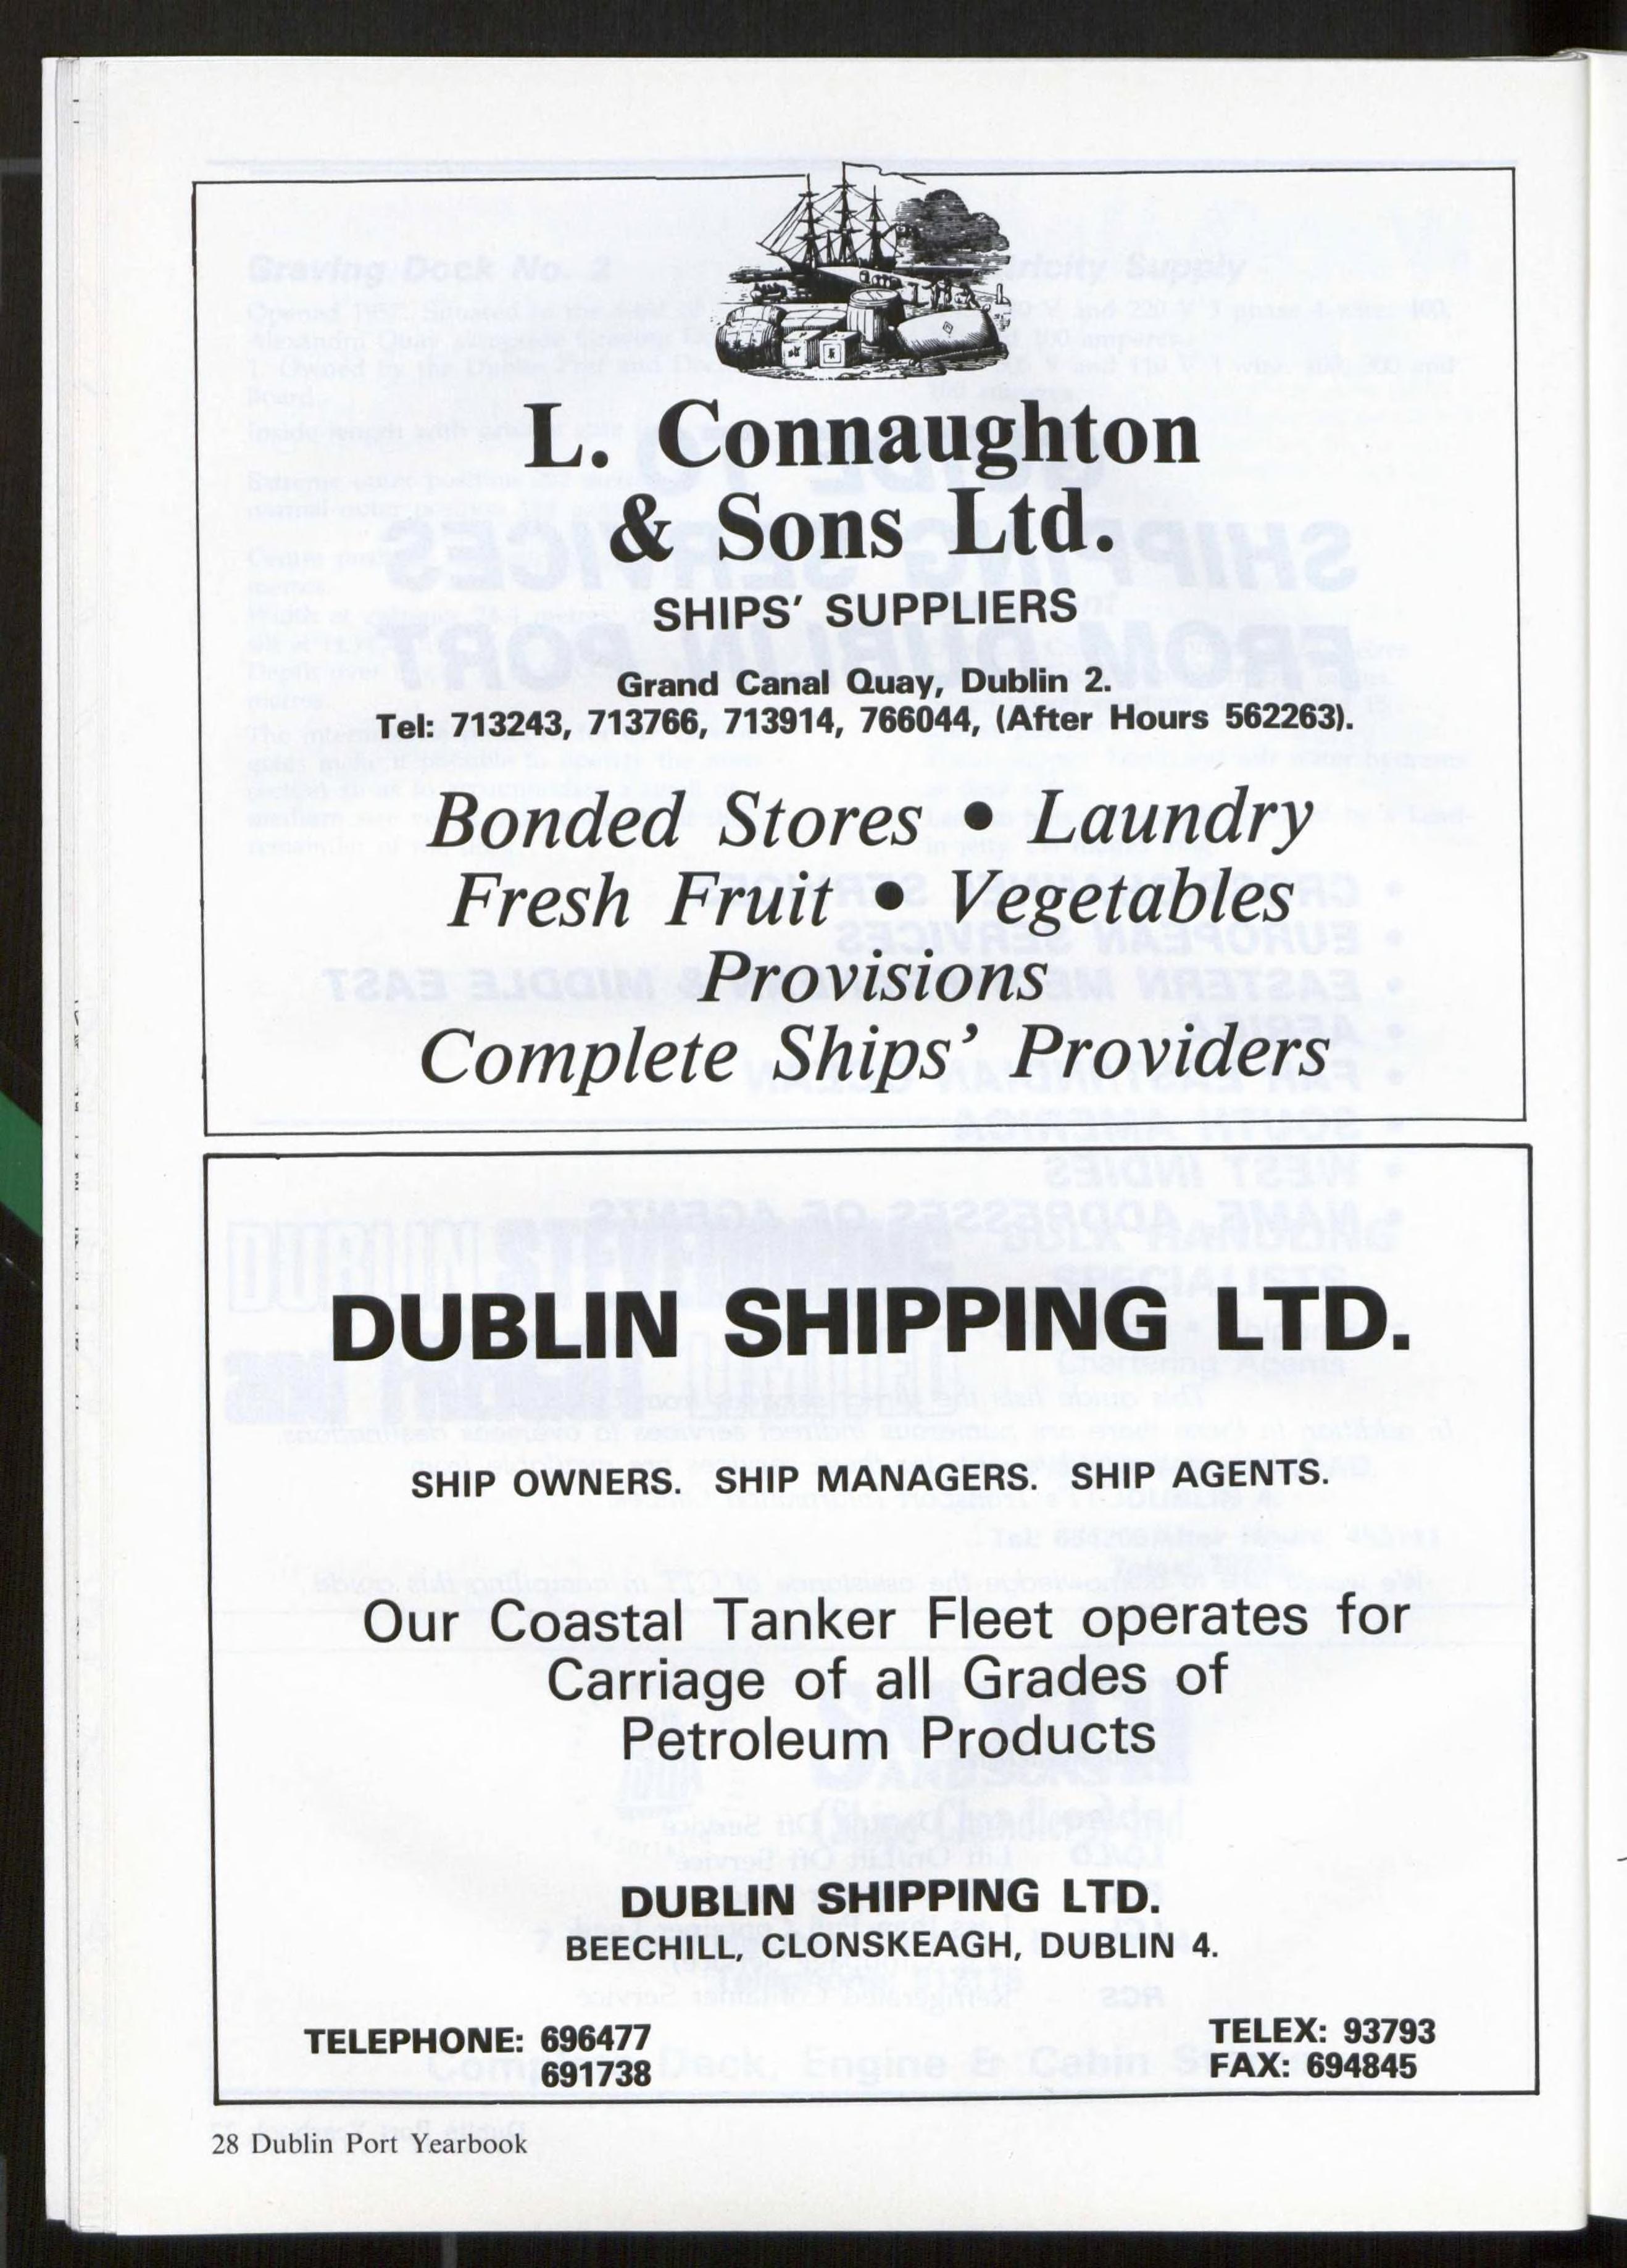 L. Connaughton
& Sons Ltd.
SHIPS’ SUPPLIERS
Grand Canal Quay, Dublin 2.
Tel: 713243, 713766, 713914, 766044, (After Hours 562263).
Bonded Stores • Laundry
Fresh Fruit • Vegetables
Provisions
Complete Ships’ Providers
DUBLIN SHIPPING LTD.
SHIP OWNERS. SHIP MANAGERS. SHIP AGENTS.
Our Coastal Tanker Fleet operates for
Carriage of all Grades of
Petroleum Products
DUBLIN SHIPPING LTD.
BEECHILL, CLONSKEAGH, DUBLIN 4.
TELEPHONE: 696477
691738
TELEX: 93793
FAX: 694845
28 Dublin Port Yearbook